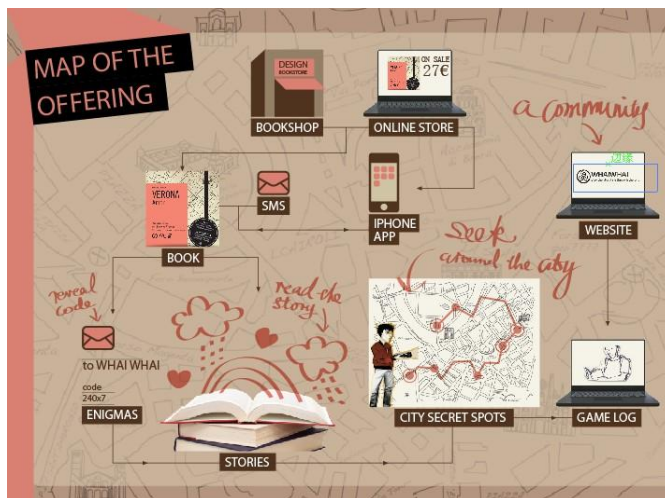 MAP OF THE
OFFERING
DESIGN
BOOKSTORE
BOOKSHOP
ON SALE
27€
ONLINE STORE
a community
WHAIWHAI
WEBSITE
VERONA
BOOK
SMS
IPHONE
APP
Seek
around the city
reveal
code
read the
story
to WHAI WHAI
code
240x7
ENIGMAS
STORIES
CITY SECRET SPOTS
GAME LOG